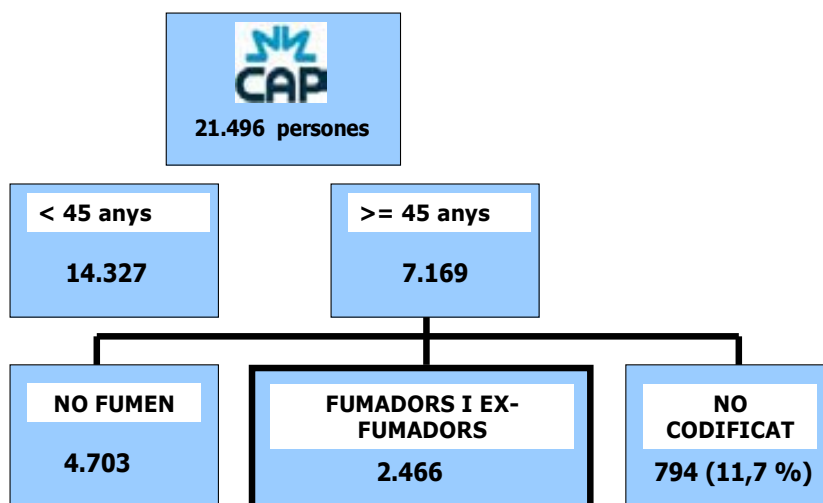 CAP
21.496 persones
< 45 anys
14.327
>= 45 anys
7.169
NO FUMEN
4.703
FUMADORS I EX-
FUMADORS
2.466
NO
CODIFICAT
794 (11,7 %)